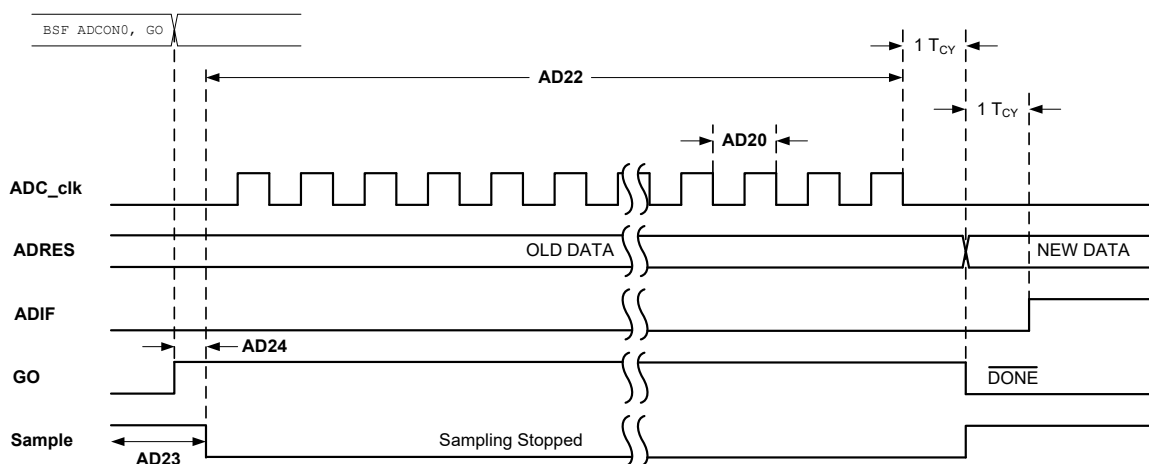 BSF ADCON0, GO
1 TCY
AD22
1 TCY
AD20
ADC_clk
ADRES
OLD DATA
NEW DATA
ADIF
AD24
GO
DONE
Sample
Sampling Stopped
AD23